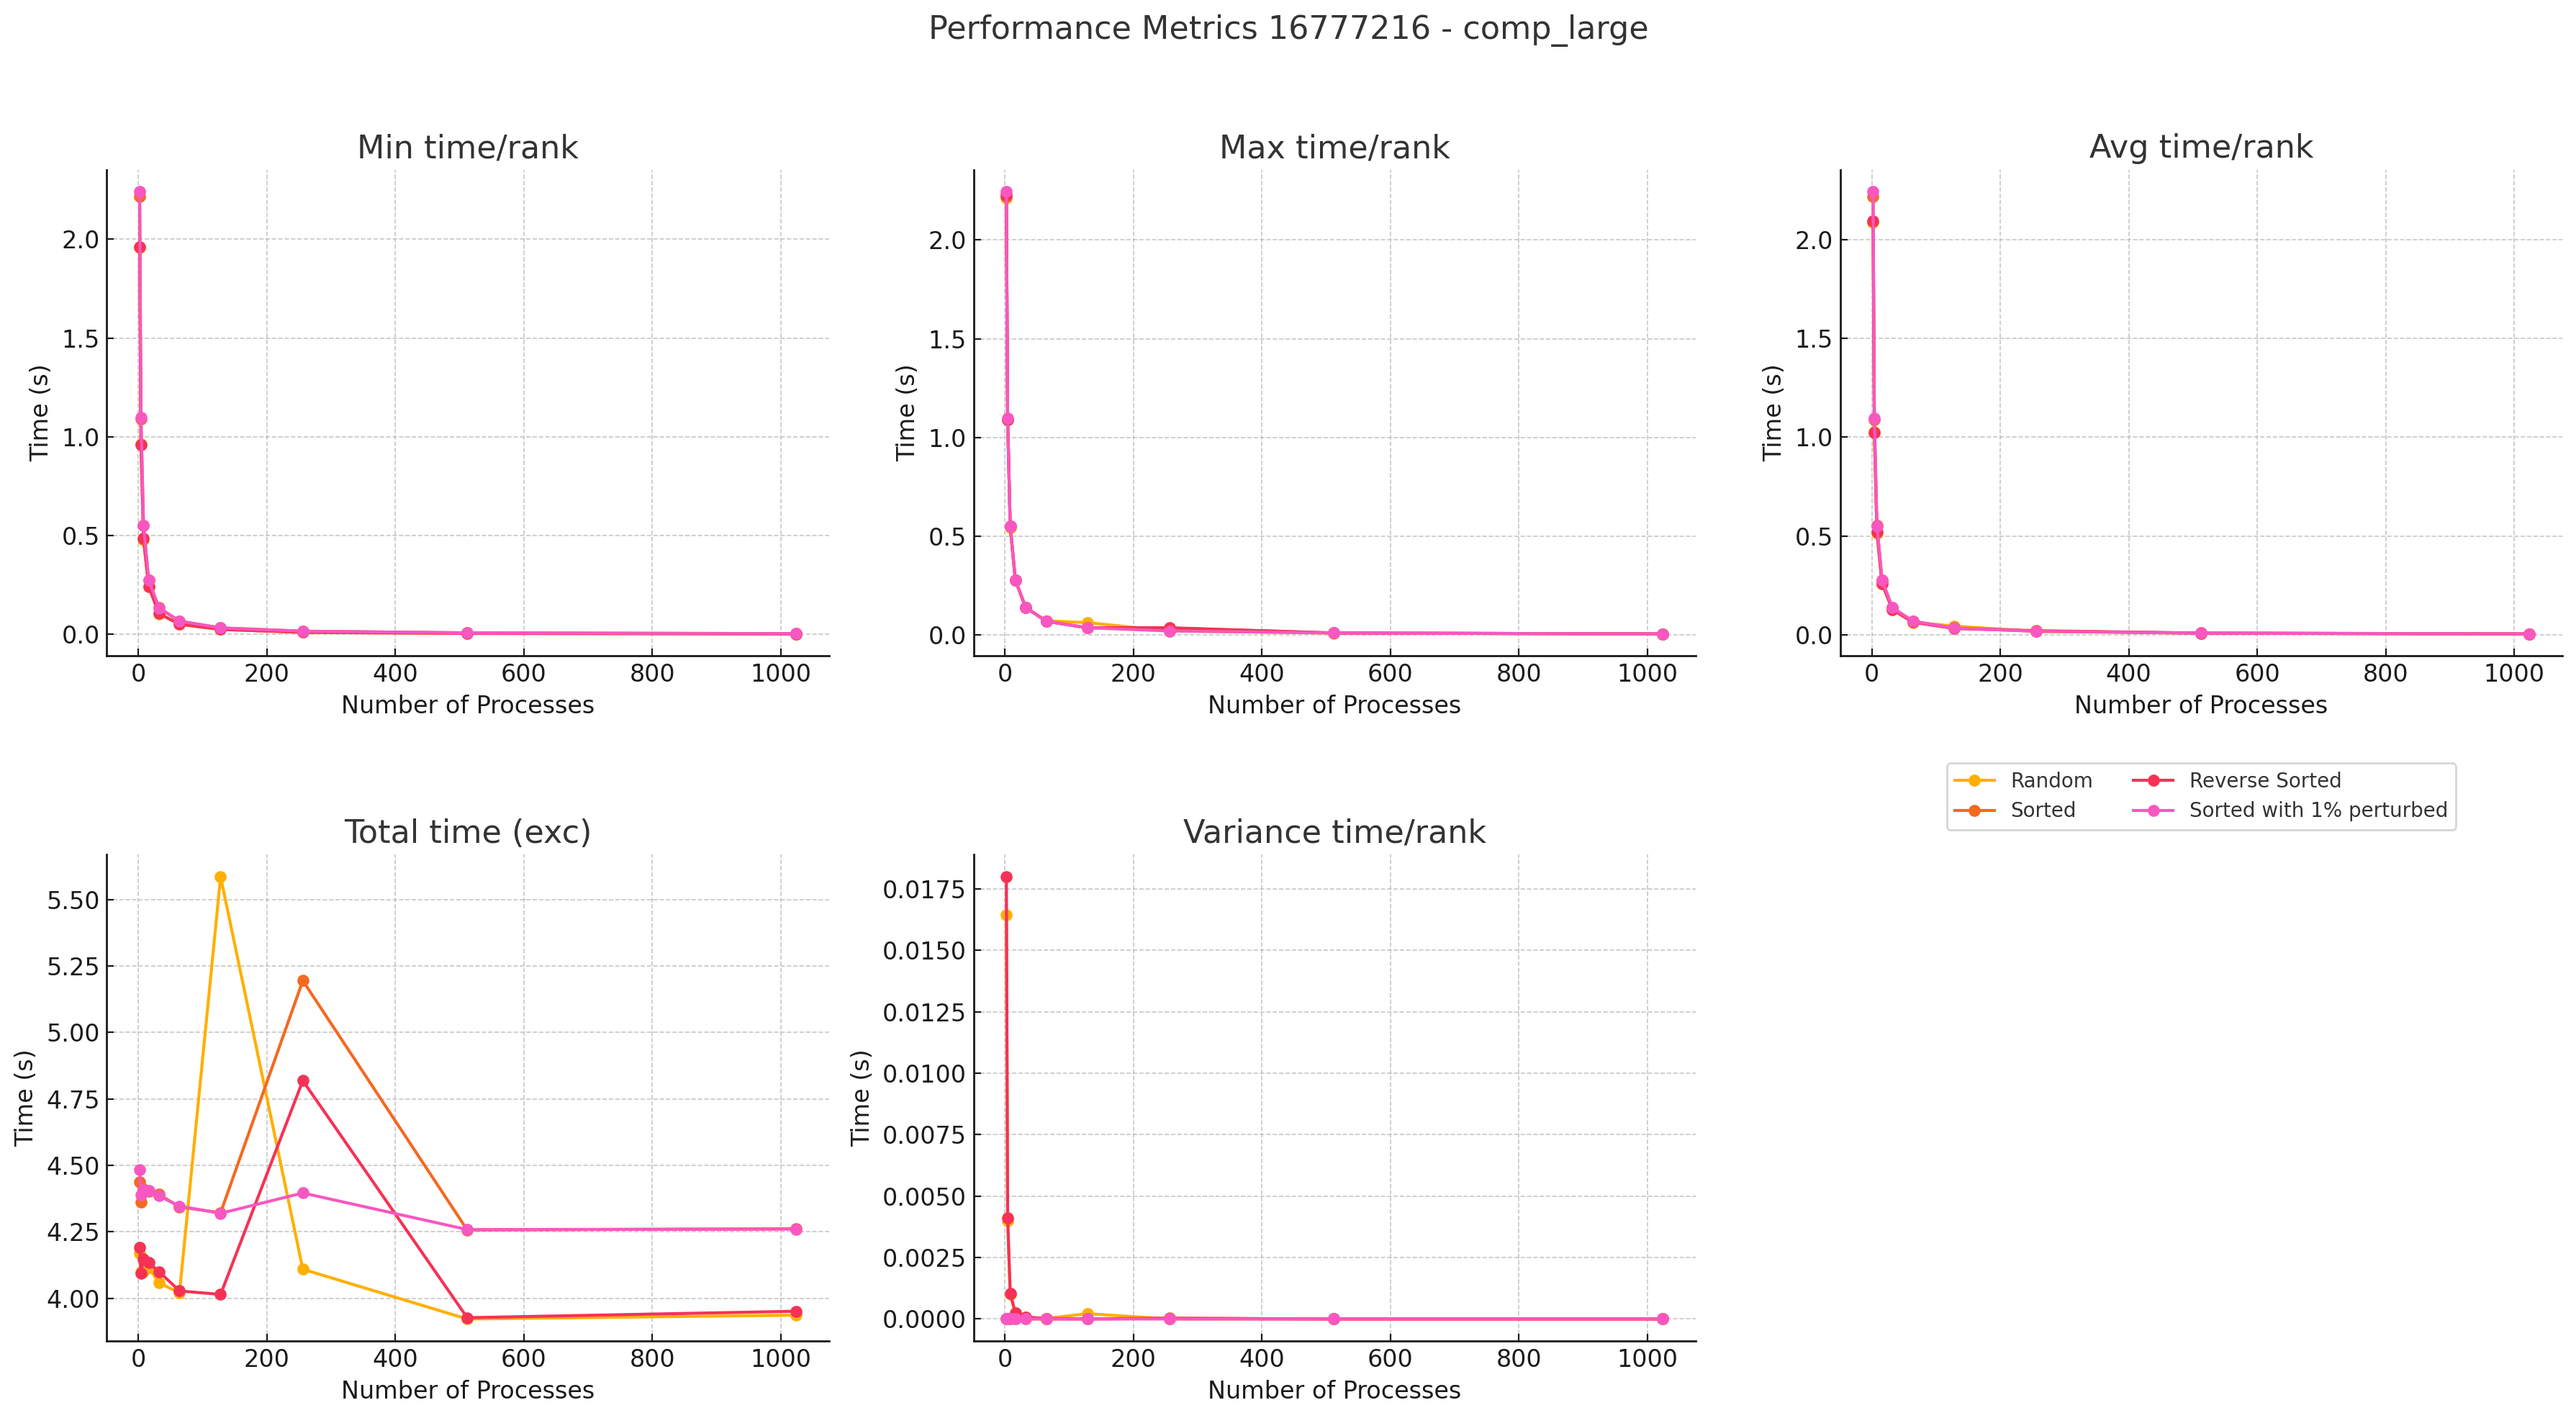 Performance Metrics 16777216 - comp_large
Min time/rank
Time (s)
2.0
1.5
1.0
0.5
0.0
0 200 400 600 800 1000
Number of Processes
Max time/rank
Time (s)
2.0
1.5
1.0
0.5
0.0
0 200 400 600 800 1000
Number of Processes
Avg time/rank
Time (s)
2.0
1.5
1.0
0.5
0.0
0 200 400 600 800 1000
Number of Processes
Random
Sorted
Reverse Sorted
Sorted with 1% perturbed
Total time (exc)
Time (s)
5.50
5.25
5.00
4.75
4.50
4.25
4.00
0 200 400 600 800 1000
Number of Processes
Variance time/rank
Time (s)
0.0175
0.0150
0.0125
0.0100
0.0075
0.0050
0.0025
0.0000
0 200 400 600 800 1000
Number of Processes